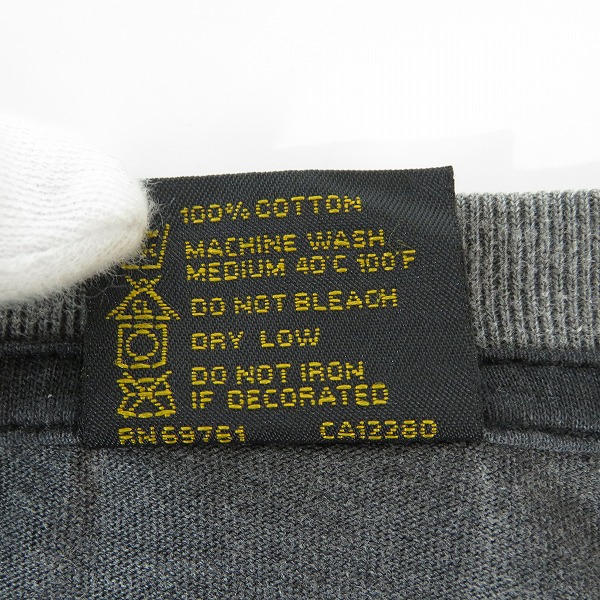 100% COTTON
MACHINE WASH
MEDIUM 40°C 100°F
DO NOT BLEACH
DRY LOW
DO NOT IRON
IF DECORATED
RN 69761 CA12280